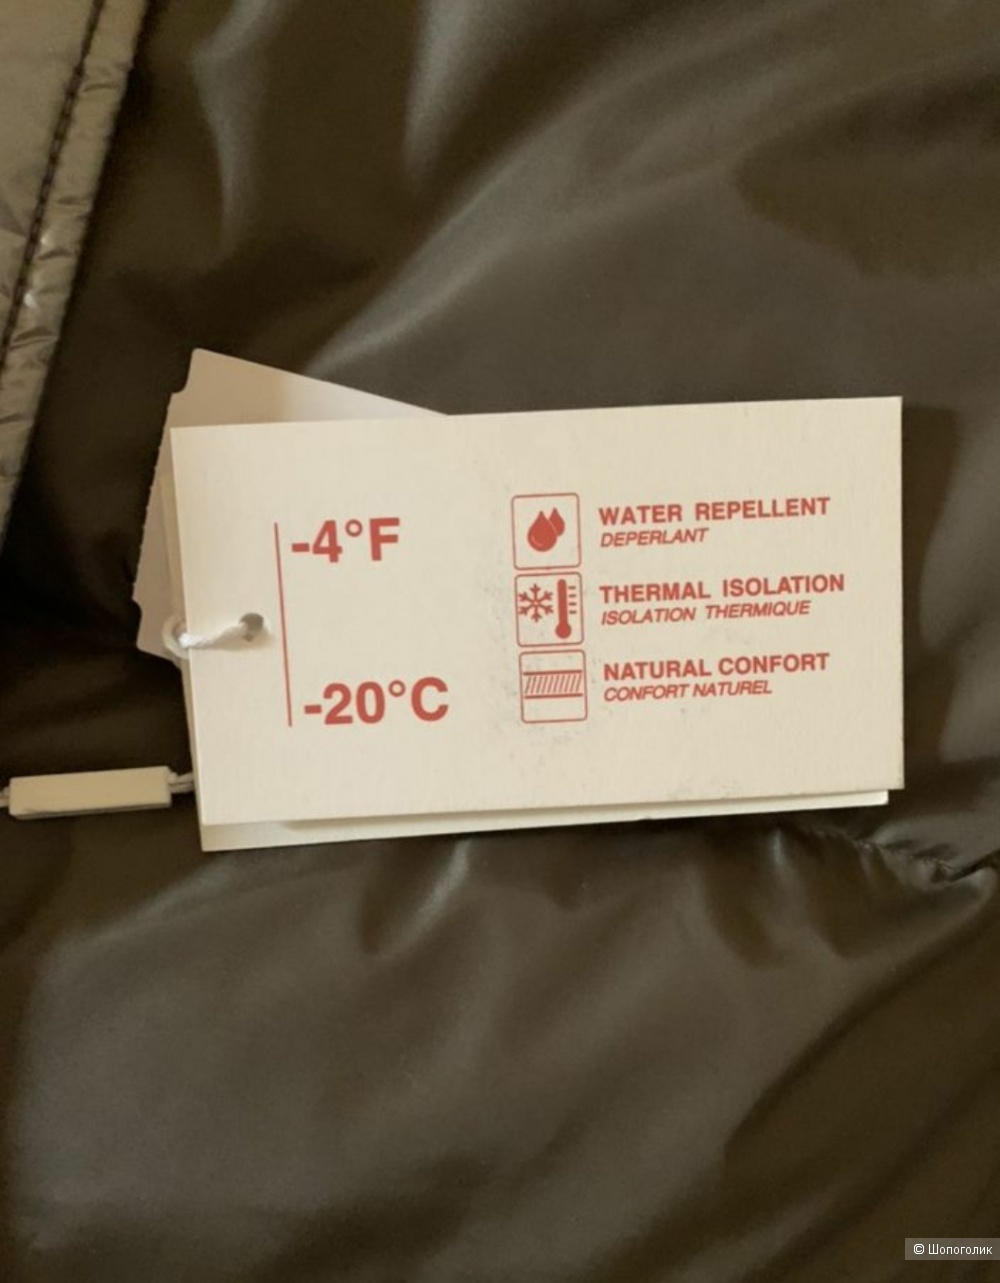 -4°F
-20°C
WATER REPELLENT
DEPERLANT
THERMAL ISOLATION
ISOLATION THERMIQUE
NATURAL CONFORT
CONFORT NATUREL
© Шопоголик